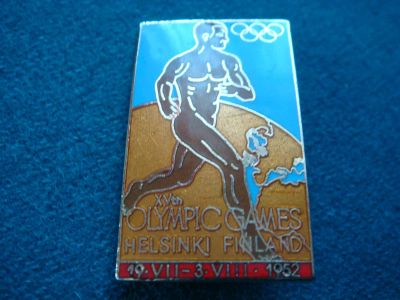 XVth
OLYMPIC GAMES
HELSINKI FINLAND
19·VII-3·VIII·1952